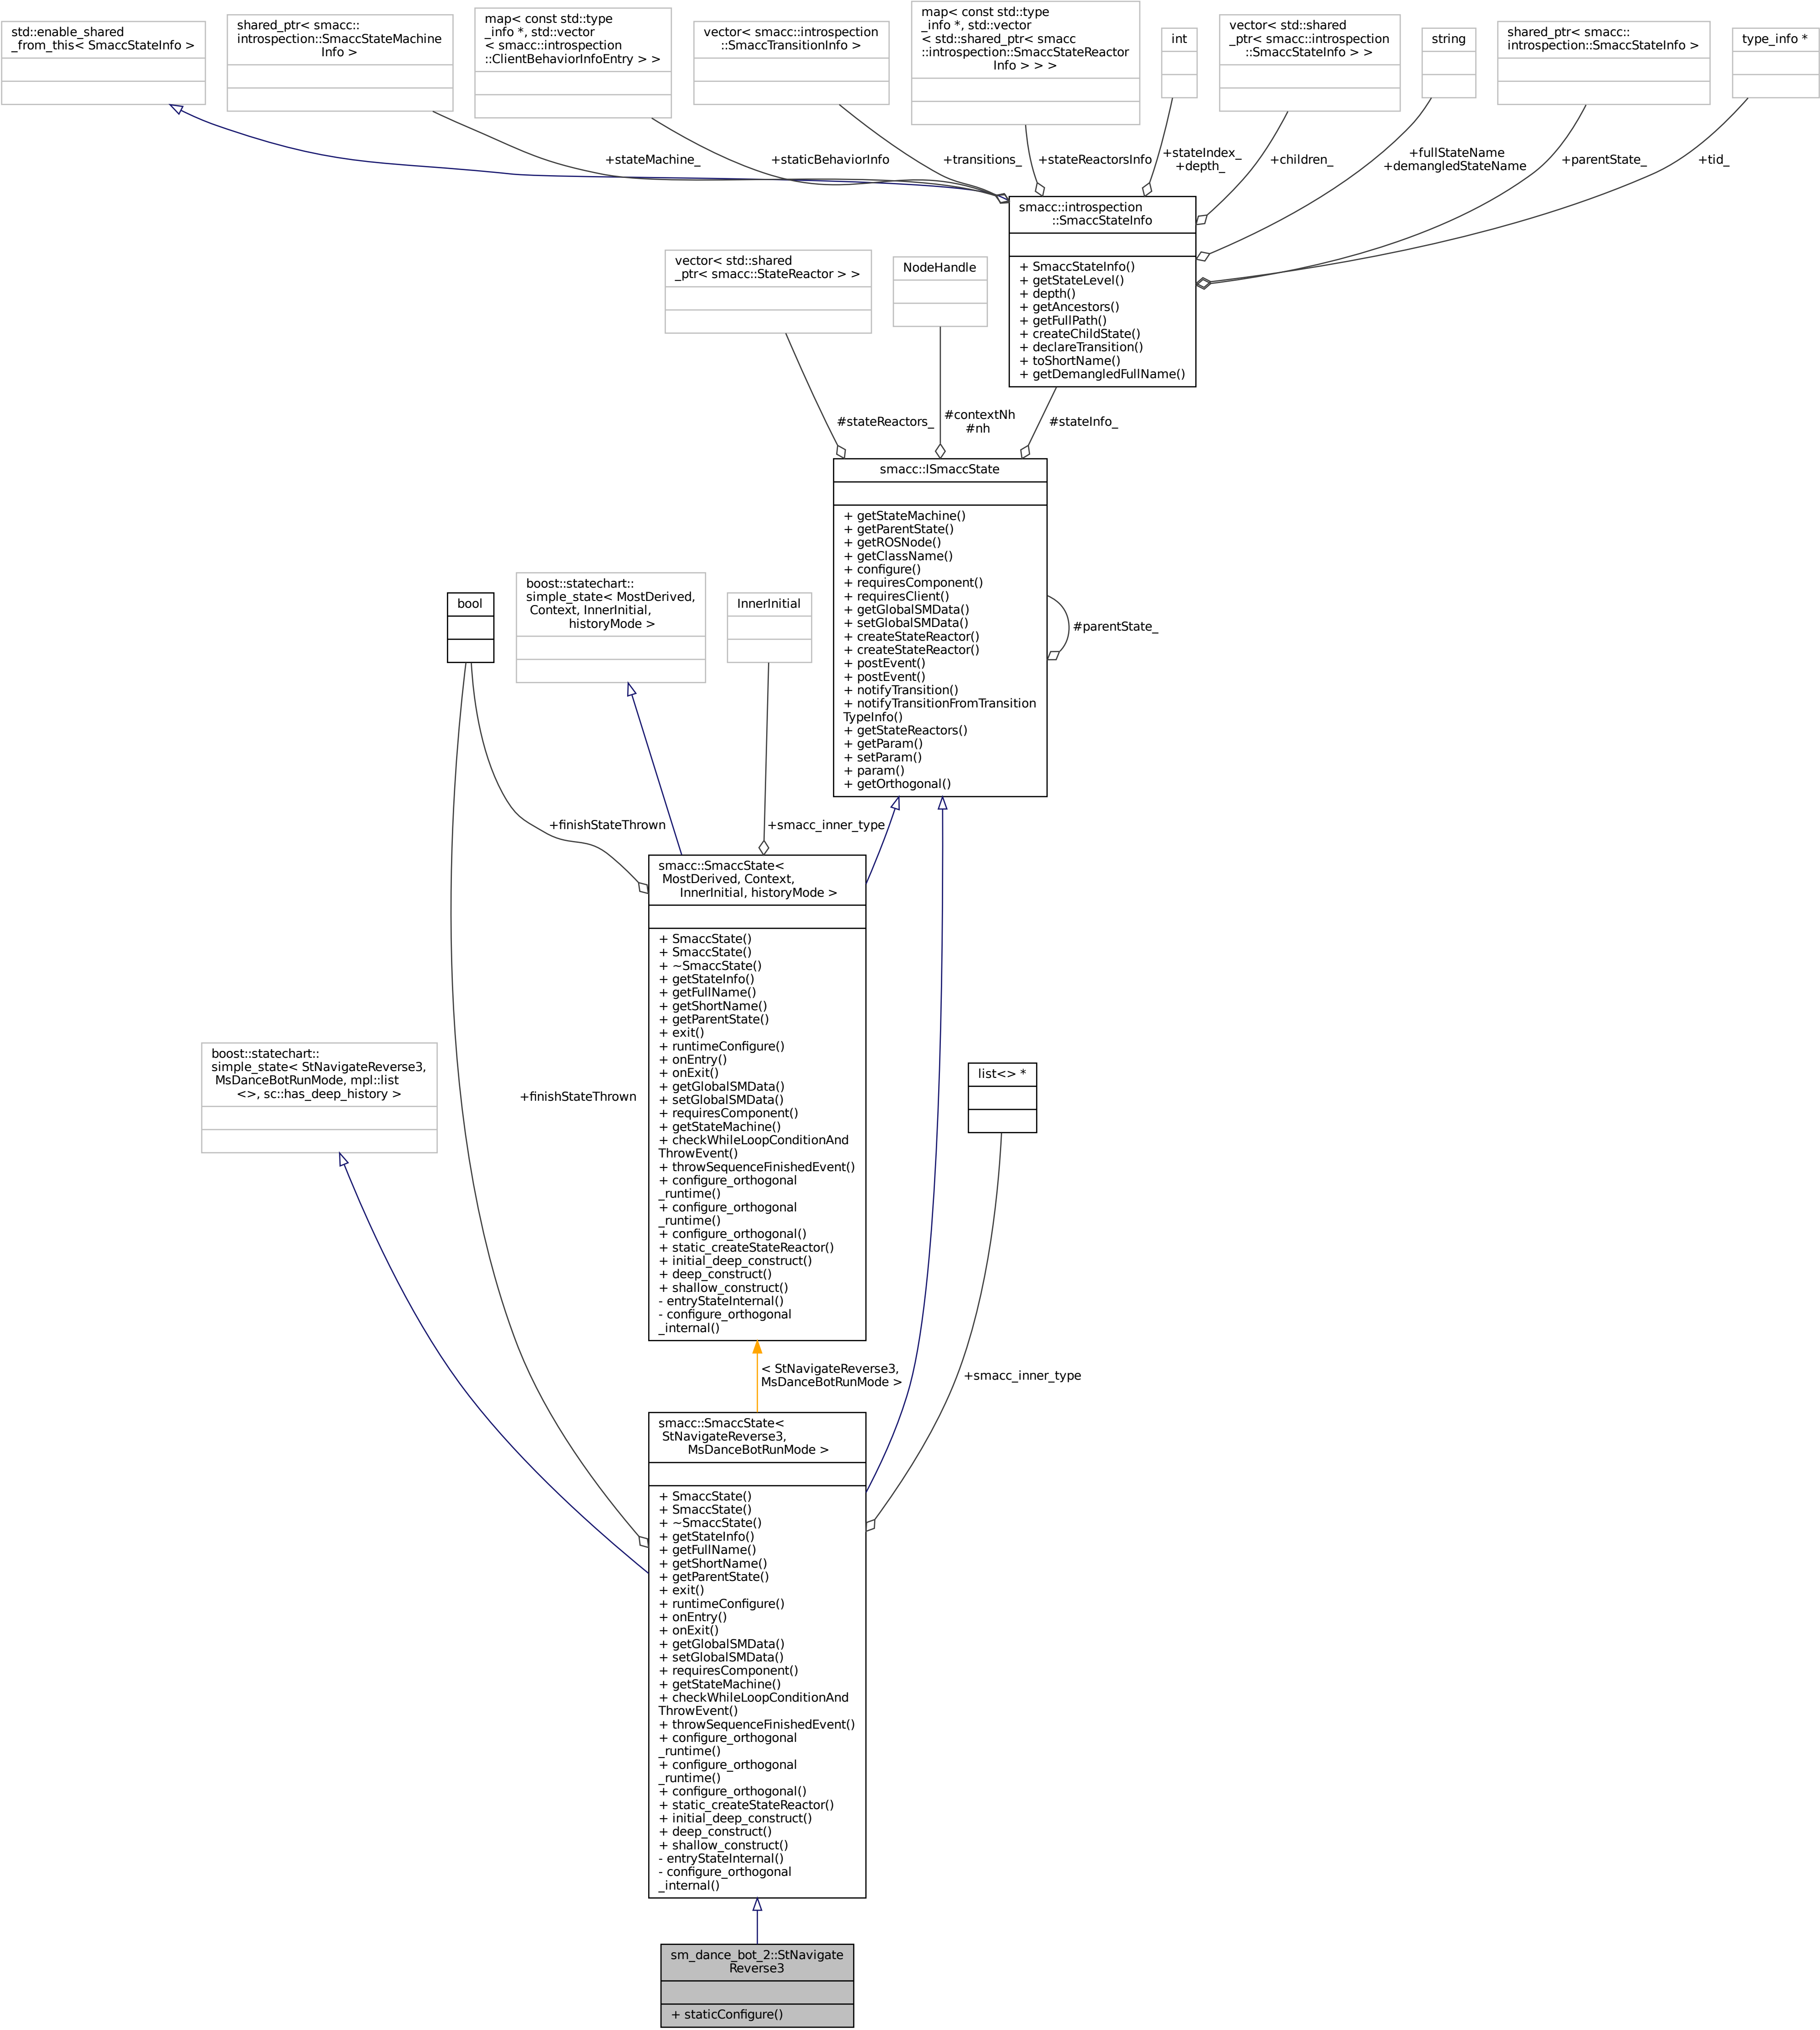 std::enable_shared
_from_this< SmaccStateInfo >
shared_ptr< smacc::
introspection::SmaccStateMachine
Info >
map< const std::type
_info *, std::vector
< smacc::introspection
::ClientBehaviorInfoEntry > >
vector< smacc::introspection
::SmaccTransitionInfo >
map< const std::type
_info *, std::vector
< std::shared_ptr< smacc
::introspection::SmaccStateReactor
Info > > >
int
vector< std::shared
_ptr< smacc::introspection
::SmaccStateInfo > >
string
shared_ptr< smacc::
introspection::SmaccStateInfo >
type_info *
+stateMachine_
+staticBehaviorInfo
+transitions_
+stateReactorsInfo
+stateIndex_
+depth_
+children_
+fullStateName
+demangledStateName
+parentState_
+tid_
smacc::introspection
::SmaccStateInfo
+ SmaccStateInfo()
+ getStateLevel()
+ depth()
+ getAncestors()
+ getFullPath()
+ createChildState()
+ declareTransition()
+ toShortName()
+ getDemangledFullName()
vector< std::shared
_ptr< smacc::StateReactor > >
NodeHandle
#stateReactors_
#contextNh
#nh
#stateInfo_
smacc::ISmaccState
+ getStateMachine()
+ getParentState()
+ getROSNode()
+ getClassName()
+ configure()
+ requiresComponent()
+ requiresClient()
+ getGlobalSMData()
+ setGlobalSMData()
+ createStateReactor()
+ createStateReactor()
+ postEvent()
+ postEvent()
+ notifyTransition()
+ notifyTransitionFromTransition
TypeInfo()
+ getStateReactors()
+ getParam()
+ setParam()
+ param()
+ getOrthogonal()
#parentState_
bool
boost::statechart::
simple_state< MostDerived,
Context, InnerInitial,
historyMode >
InnerInitial
+finishStateThrown
+smacc_inner_type
smacc::SmaccState<
MostDerived, Context,
InnerInitial, historyMode >
+ SmaccState()
+ SmaccState()
+ ~SmaccState()
+ getStateInfo()
+ getFullName()
+ getShortName()
+ getParentState()
+ exit()
+ runtimeConfigure()
+ onEntry()
+ onExit()
+ getGlobalSMData()
+ setGlobalSMData()
+ requiresComponent()
+ getStateMachine()
+ checkWhileLoopConditionAnd
ThrowEvent()
+ throwSequenceFinishedEvent()
+ configure_orthogonal
_runtime()
+ configure_orthogonal
_runtime()
+ configure_orthogonal()
+ static_createStateReactor()
+ initial_deep_construct()
+ deep_construct()
+ shallow_construct()
- entryStateInternal()
- configure_orthogonal
_internal()
boost::statechart::
simple_state< StNavigateReverse3,
MsDanceBotRunMode, mpl::list
<>, sc::has_deep_history >
+finishStateThrown
list<> *
< StNavigateReverse3,
MsDanceBotRunMode >
+smacc_inner_type
smacc::SmaccState<
StNavigateReverse3,
MsDanceBotRunMode >
+ SmaccState()
+ SmaccState()
+ ~SmaccState()
+ getStateInfo()
+ getFullName()
+ getShortName()
+ getParentState()
+ exit()
+ runtimeConfigure()
+ onEntry()
+ onExit()
+ getGlobalSMData()
+ setGlobalSMData()
+ requiresComponent()
+ getStateMachine()
+ checkWhileLoopConditionAnd
ThrowEvent()
+ throwSequenceFinishedEvent()
+ configure_orthogonal
_runtime()
+ configure_orthogonal
_runtime()
+ configure_orthogonal()
+ static_createStateReactor()
+ initial_deep_construct()
+ deep_construct()
+ shallow_construct()
- entryStateInternal()
- configure_orthogonal
_internal()
sm_dance_bot_2::StNavigate
Reverse3
+ staticConfigure()